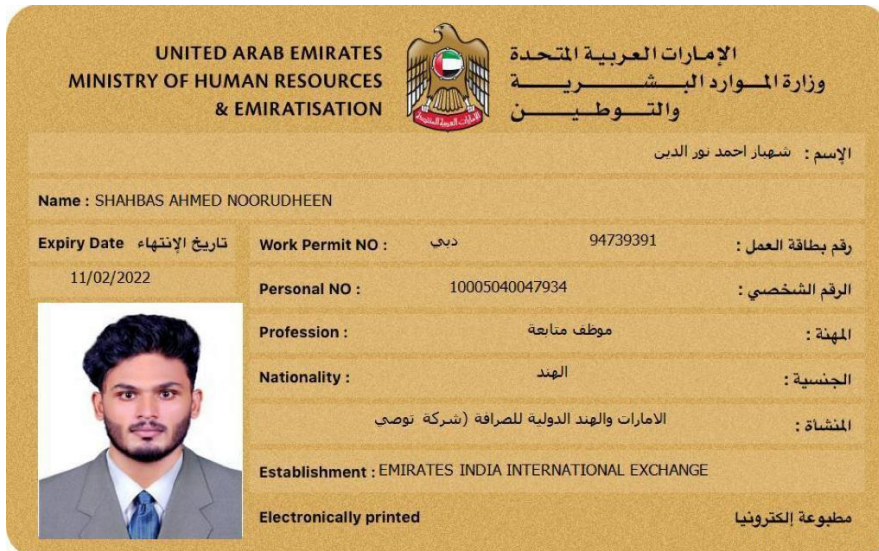 UNITED ARAB EMIRATES
MINISTRY OF HUMAN RESOURCES
& EMIRATISATION
الإمارات العربية المتحدة
وزارة المـــوارد البـــشـــــريـــــــة
والتـــوطـيــــــن
الإسم : شهباز احمد نور الدين
Name : SHAHBAS AHMED NOORUDHEEN
Expiry Date تاريخ الإنتهاء
11/02/2022
Work Permit NO : دبي 94739391 رقم بطاقة العمل :
Personal NO : 10005040047934 الرقم الشخصي :
Profession : موظف متابعة المهنة :
Nationality : الهند الجنسية :
الامارات والهند الدولية للصرافة (شركة توصي المنشاة :
Establishment : EMIRATES INDIA INTERNATIONAL EXCHANGE
Electronically printed مطبوعة إلكترونيا